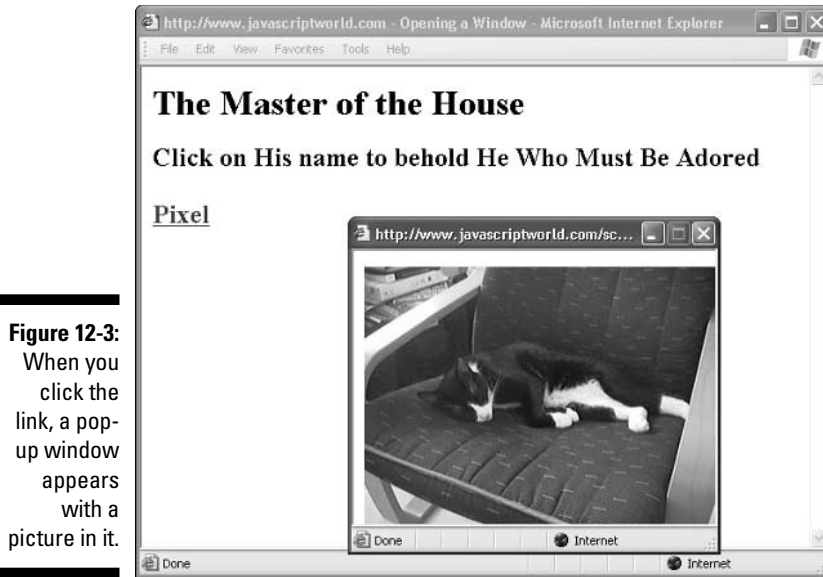 http://www.javascriptworld.com - Opening a Window - Microsoft Internet Explorer
File Edit View Favorites Tools Help
The Master of the House
Click on His name to behold He Who Must Be Adored
Pixel
http://www.javascriptworld.com/sc...
Done
Internet
Done
Internet
Figure 12-3:
When you
click the
link, a pop-
up window
appears
with a
picture in it.